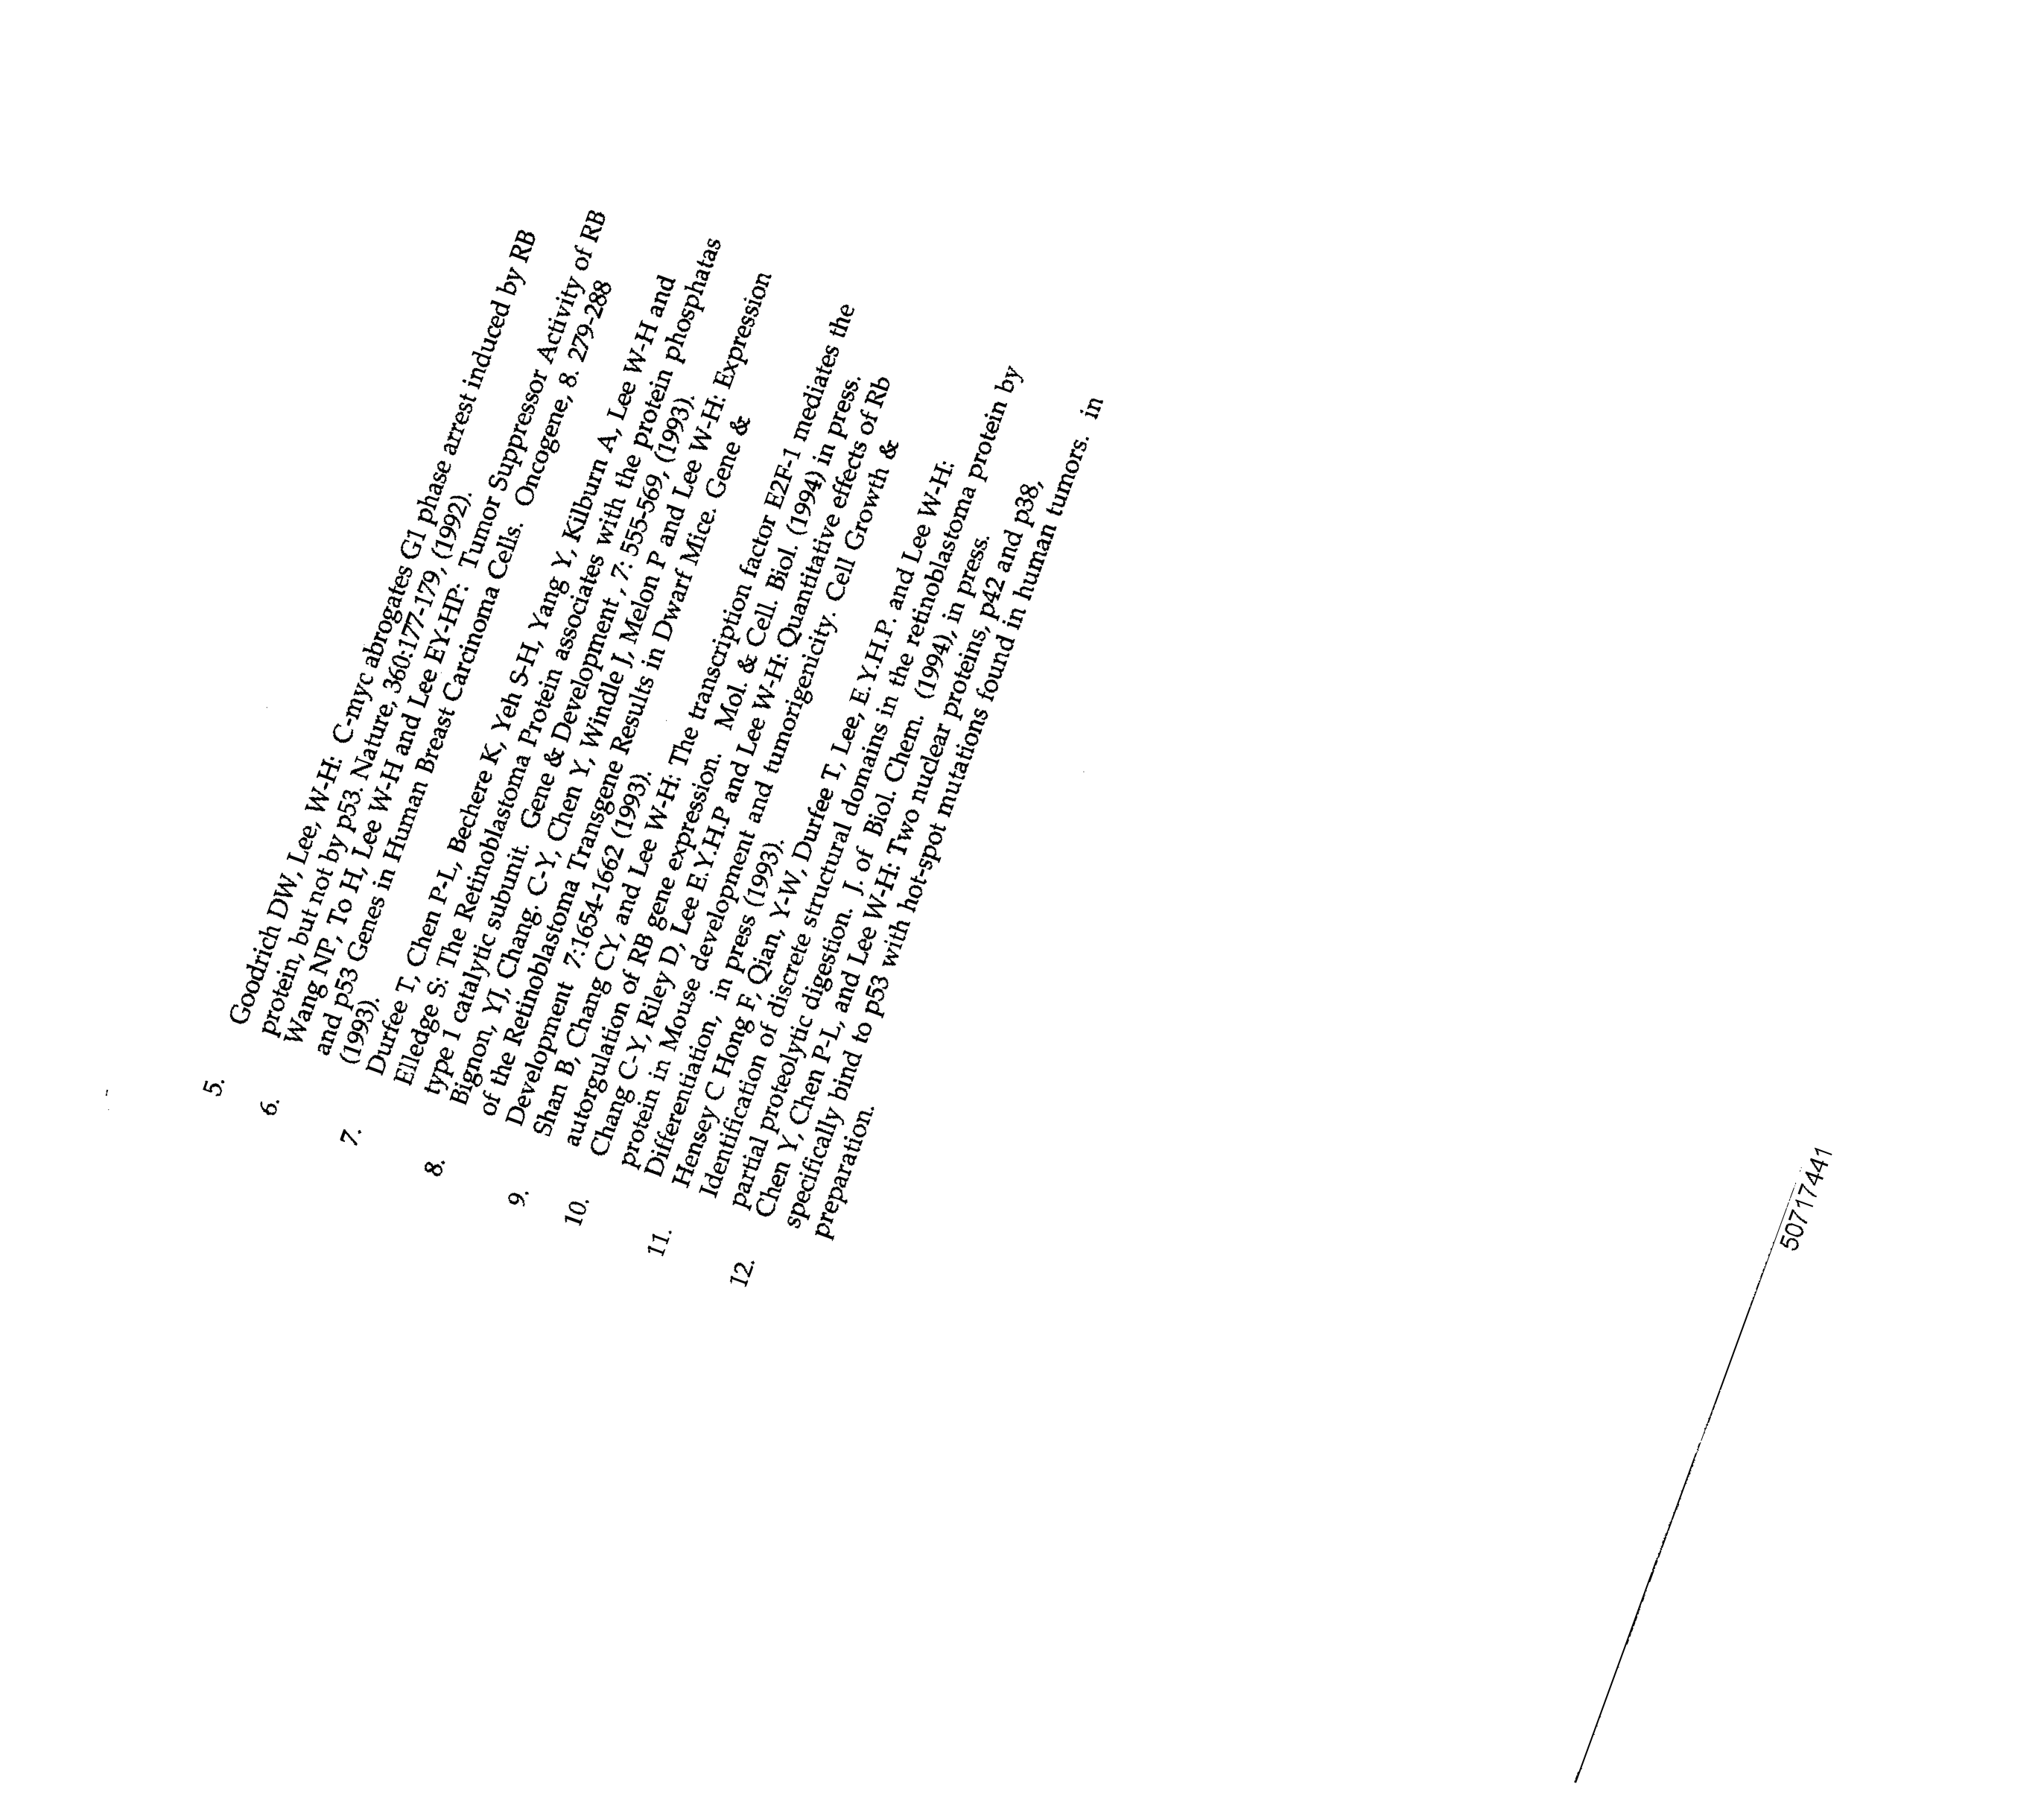 5. Goodrich DW, Lee, W-H: C-myc abrogates G1 phase arrest induced by RB
protein, but not by p53. Nature, 360:177-179, (1992).
6. Wang NP, To H, Lee W-H and Lee EY-HP: Tumor Suppressor Activity of RB
and p53 Genes in Human Breast Carcinoma Cells. Oncogene, 8. 279-288
(1993).
7. Durfee T, Chen P-L, Bechere K, Yeh S-H, Yang Y, Kilburn A, Lee W-H and
Elledge S: The Retinoblastoma Protein associates with the protein phosphatas
type 1 catalytic subunit. Gene & Development, 7: 555-569, (1993).
8. Bignon, YJ, Chang. C-Y, Chen Y, Windle J, Melon P and Lee W-H: Expression
of the Retinoblastoma Transgene Results in Dwarf Mice. Gene &
Development 7:1654-1662 (1993).
9. Shan B, Chang CY, and Lee W-H: The transcription factor E2F-1 mediates the
autorgulation of RB gene expression. Mol. & Cell. Biol. (1994) in press.
10. Chang C-Y, Riley D, Lee E.Y.H.P and Lee W-H: Quantitative effects of Rb
protein in Mouse development and tumorigenicity. Cell Growth &
Differentiation, in press (1993).
11. Hensey C Hong F, Qian, Y-W, Durfee T, Lee, E.Y.H.P. and Lee W-H:
Identification of discrete structural domains in the retinoblastoma protein by
partial proteolytic digestion. J. of Biol. Chem. (1994), in press.
12. Chen Y, Chen P-L, and Lee W-H: Two nuclear proteins, p42 and p38,
specifically bind to p53 with hot-spot mutations found in human tumors. in
preparation.
50717441